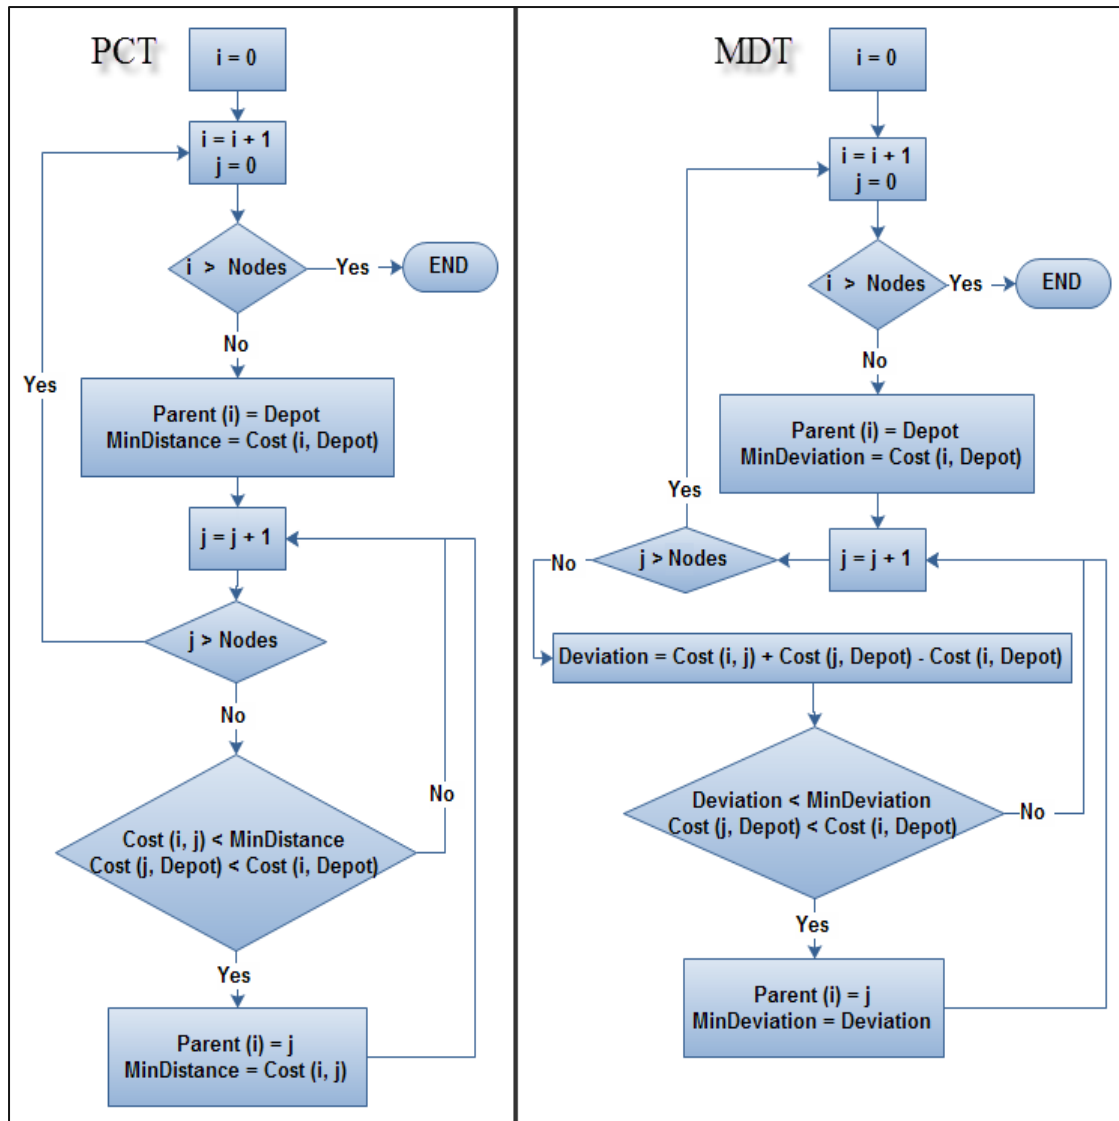 PCT
i = 0
i = i + 1
j = 0
i > Nodes
Yes
END
No
Yes
Parent (i) = Depot
MinDistance = Cost (i, Depot)
j = j + 1
j > Nodes
No
No
Cost (i, j) < MinDistance
Cost (j, Depot) < Cost (i, Depot)
Yes
Parent (i) = j
MinDistance = Cost (i, j)
MDT
i = 0
i = i + 1
j = 0
i > Nodes
Yes
END
No
Parent (i) = Depot
MinDeviation = Cost (i, Depot)
Yes
No
j > Nodes
j = j + 1
Deviation = Cost (i, j) + Cost (j, Depot) - Cost (i, Depot)
Deviation < MinDeviation
Cost (j, Depot) < Cost (i, Depot)
No
Yes
Parent (i) = j
MinDeviation = Deviation